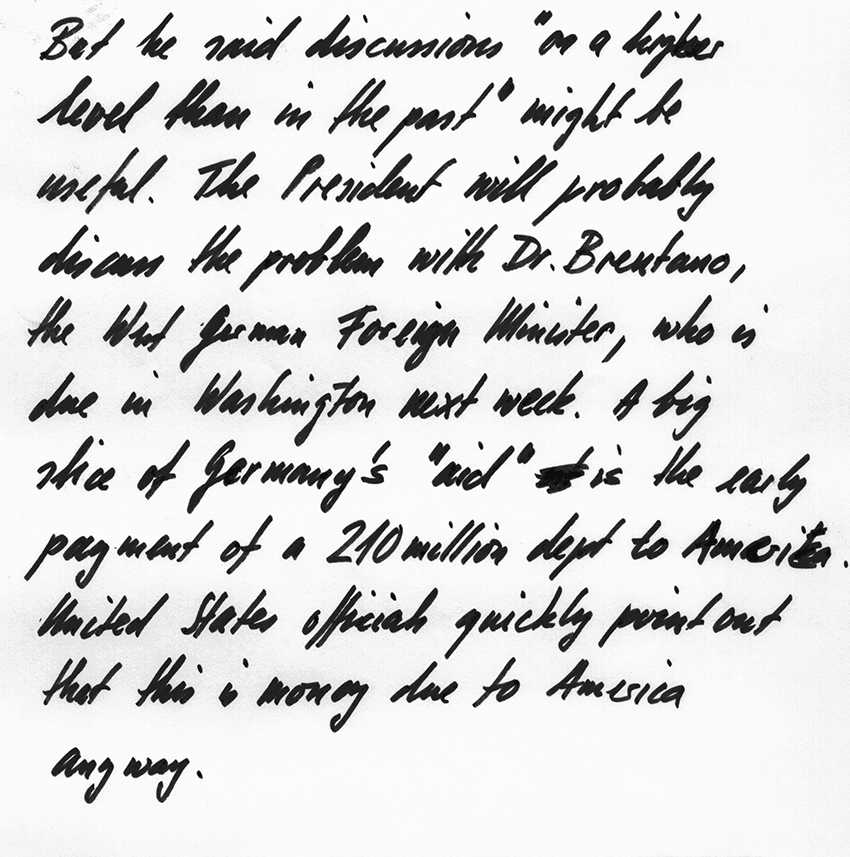 But he said discussions "on a higher
level than in the past" might be
useful. The President will probably
discuss the problem with Dr. Brentano,
the West German Foreign Minister, who is
due in Washington next week. A big
slice of Germany's "aid" is the early
payment of a 210 million dept to America.
United States officials quickly point out
that this is money due to America
anyway.